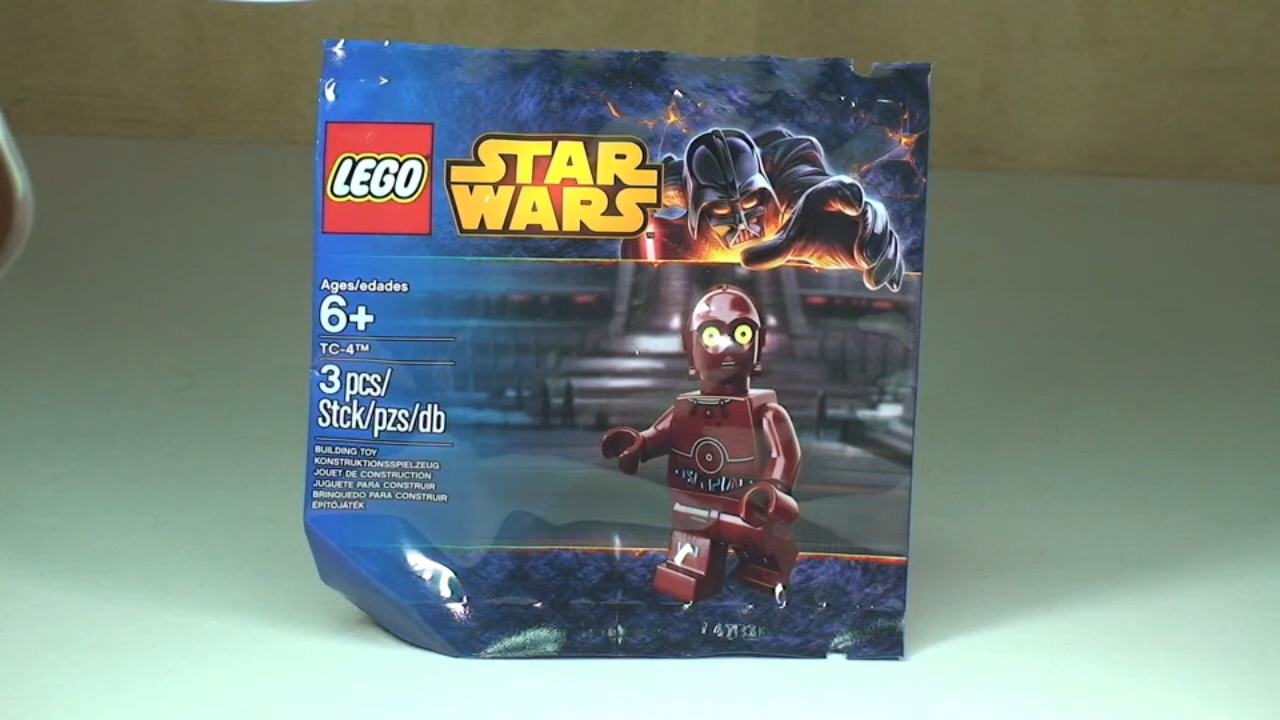 LEGO
STAR
WARS
Ages/edades
6+
TC-4™
3 pcs/
Stck/pzs/db
BUILDING TOY
KONSTRUKTIONSSPIELZEUG
JOUET DE CONSTRUCTION
JUGUETE PARA CONSTRUIR
BRINQUEDO PARA CONSTRUIR
ÉPÍTŐJÁTÉK